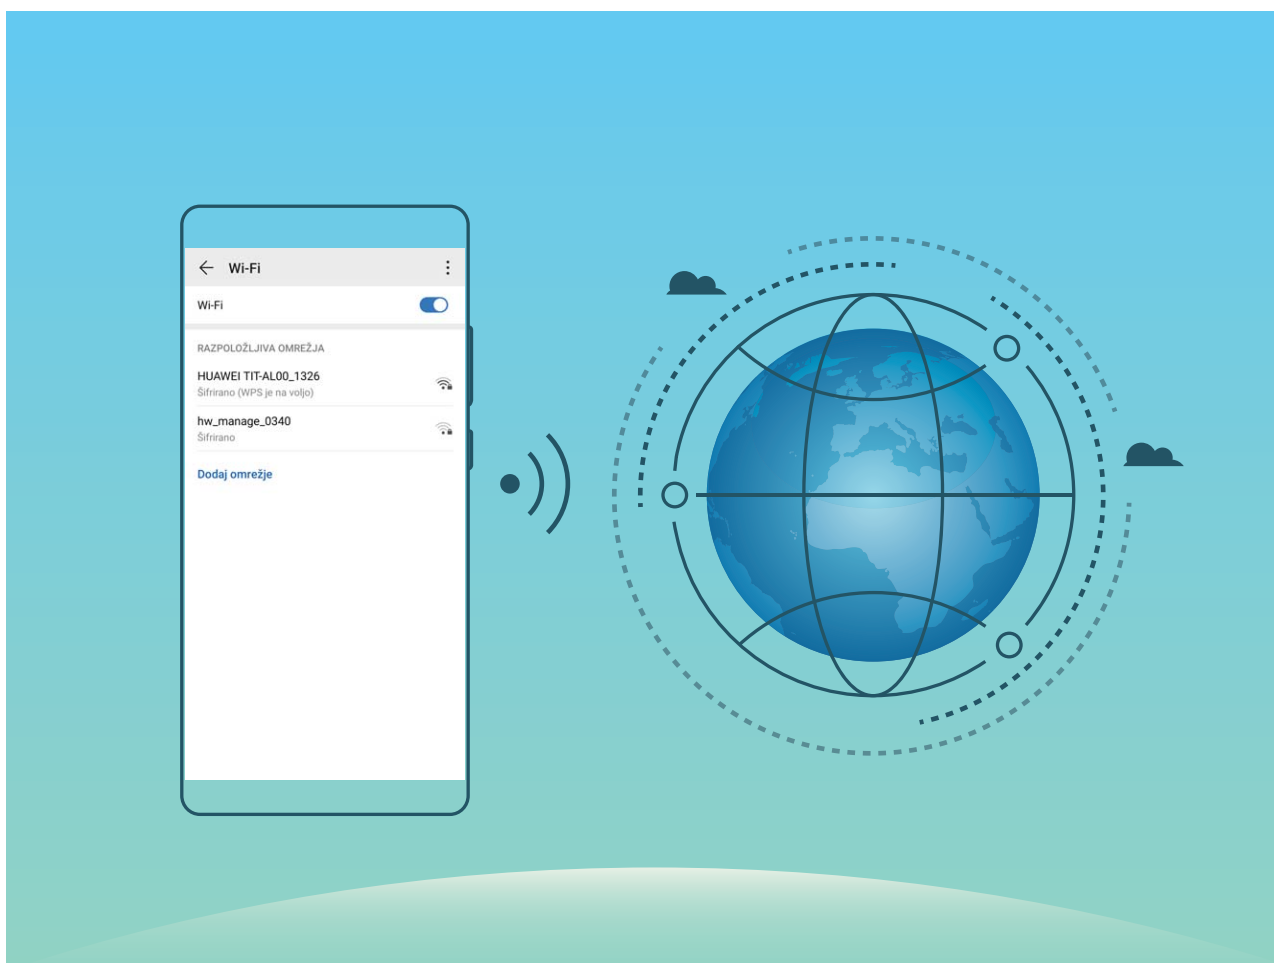 Wi-Fi
Wi-Fi
RAZPOLOŽLJIVA OMREŽJA
HUAWEI TIT-AL00_1326
Šifrirano (WPS je na voljo)
hw_manage_0340
Šifrirano
Dodaj omrežje